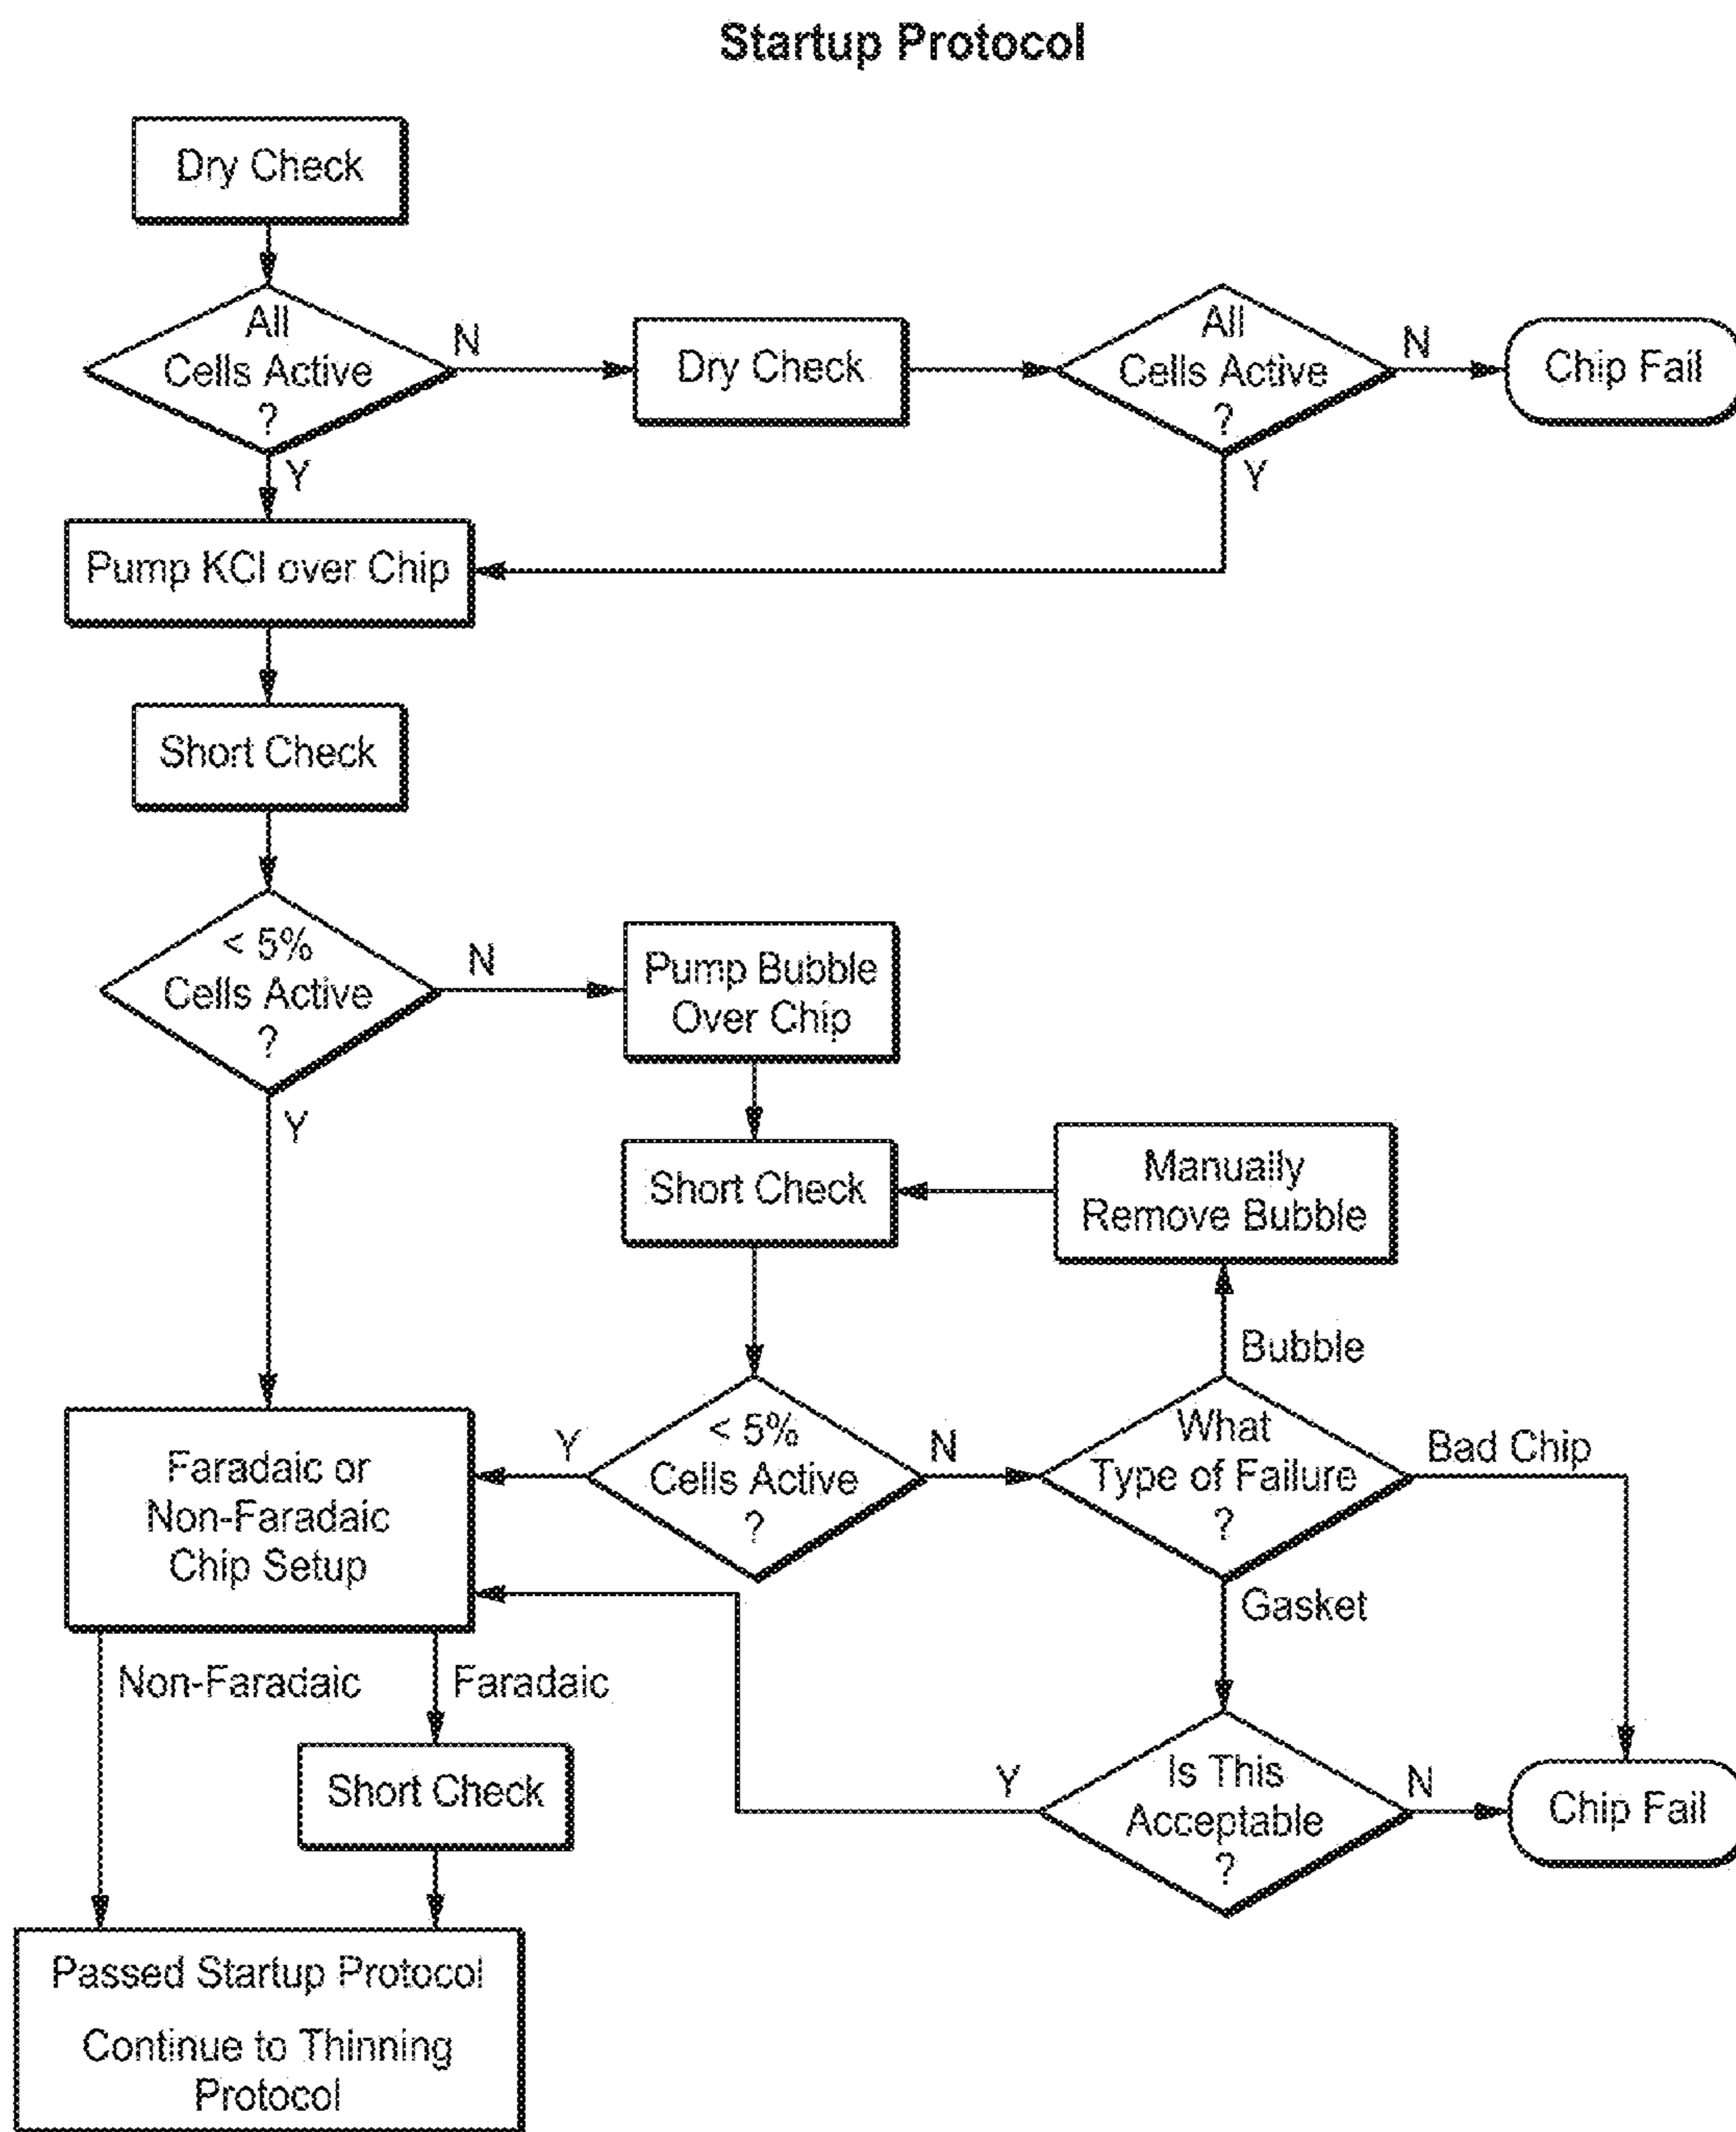 Startup Protocol
Dry Check
All
Cells Active
?
N
Dry Check
All
Cells Active
?
N
Chip Fail
Y
Y
Pump KCl over Chip
Short Check
< 5%
Cells Active
?
N
Pump Bubble
Over Chip
Y
Short Check
Manually
Remove Bubble
Bubble
Faradaic or
Non-Faradaic
Chip Setup
Y
< 5%
Cells Active
?
N
What
Type of Failure
?
Bad Chip
Gasket
Non-Faradaic
Faradaic
Short Check
Y
Is This
Acceptable
?
N
Chip Fail
Passed Startup Protocol
Continue to Thinning
Protocol